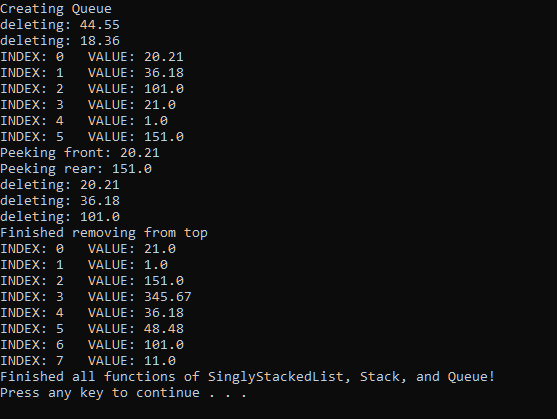 Creating Queue
deleting: 44.55
deleting: 18.36
INDEX: 0   VALUE: 20.21
INDEX: 1   VALUE: 36.18
INDEX: 2   VALUE: 101.0
INDEX: 3   VALUE: 21.0
INDEX: 4   VALUE: 1.0
INDEX: 5   VALUE: 151.0
Peeking front: 20.21
Peeking rear: 151.0
deleting: 20.21
deleting: 36.18
deleting: 101.0
Finished removing from top
INDEX: 0   VALUE: 21.0
INDEX: 1   VALUE: 1.0
INDEX: 2   VALUE: 151.0
INDEX: 3   VALUE: 345.67
INDEX: 4   VALUE: 36.18
INDEX: 5   VALUE: 48.48
INDEX: 6   VALUE: 101.0
INDEX: 7   VALUE: 11.0
Finished all functions of SinglyStackedList, Stack, and Queue!
Press any key to continue . . .